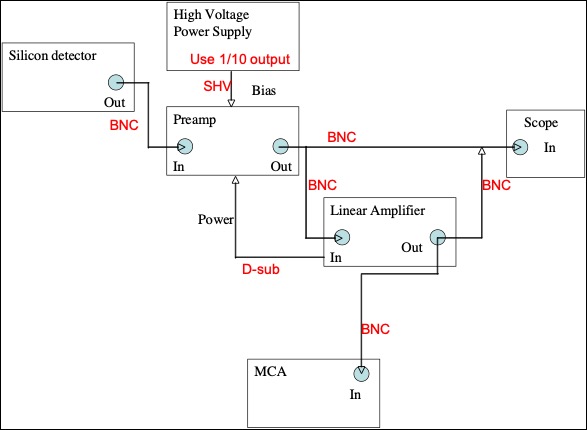 High Voltage
Power Supply
Use 1/10 output
Silicon detector
Out
BNC
SHV
Bias
Preamp
In
Out
BNC
Scope
In
BNC
BNC
Linear Amplifier
In
Out
Power
D-sub
BNC
MCA
In